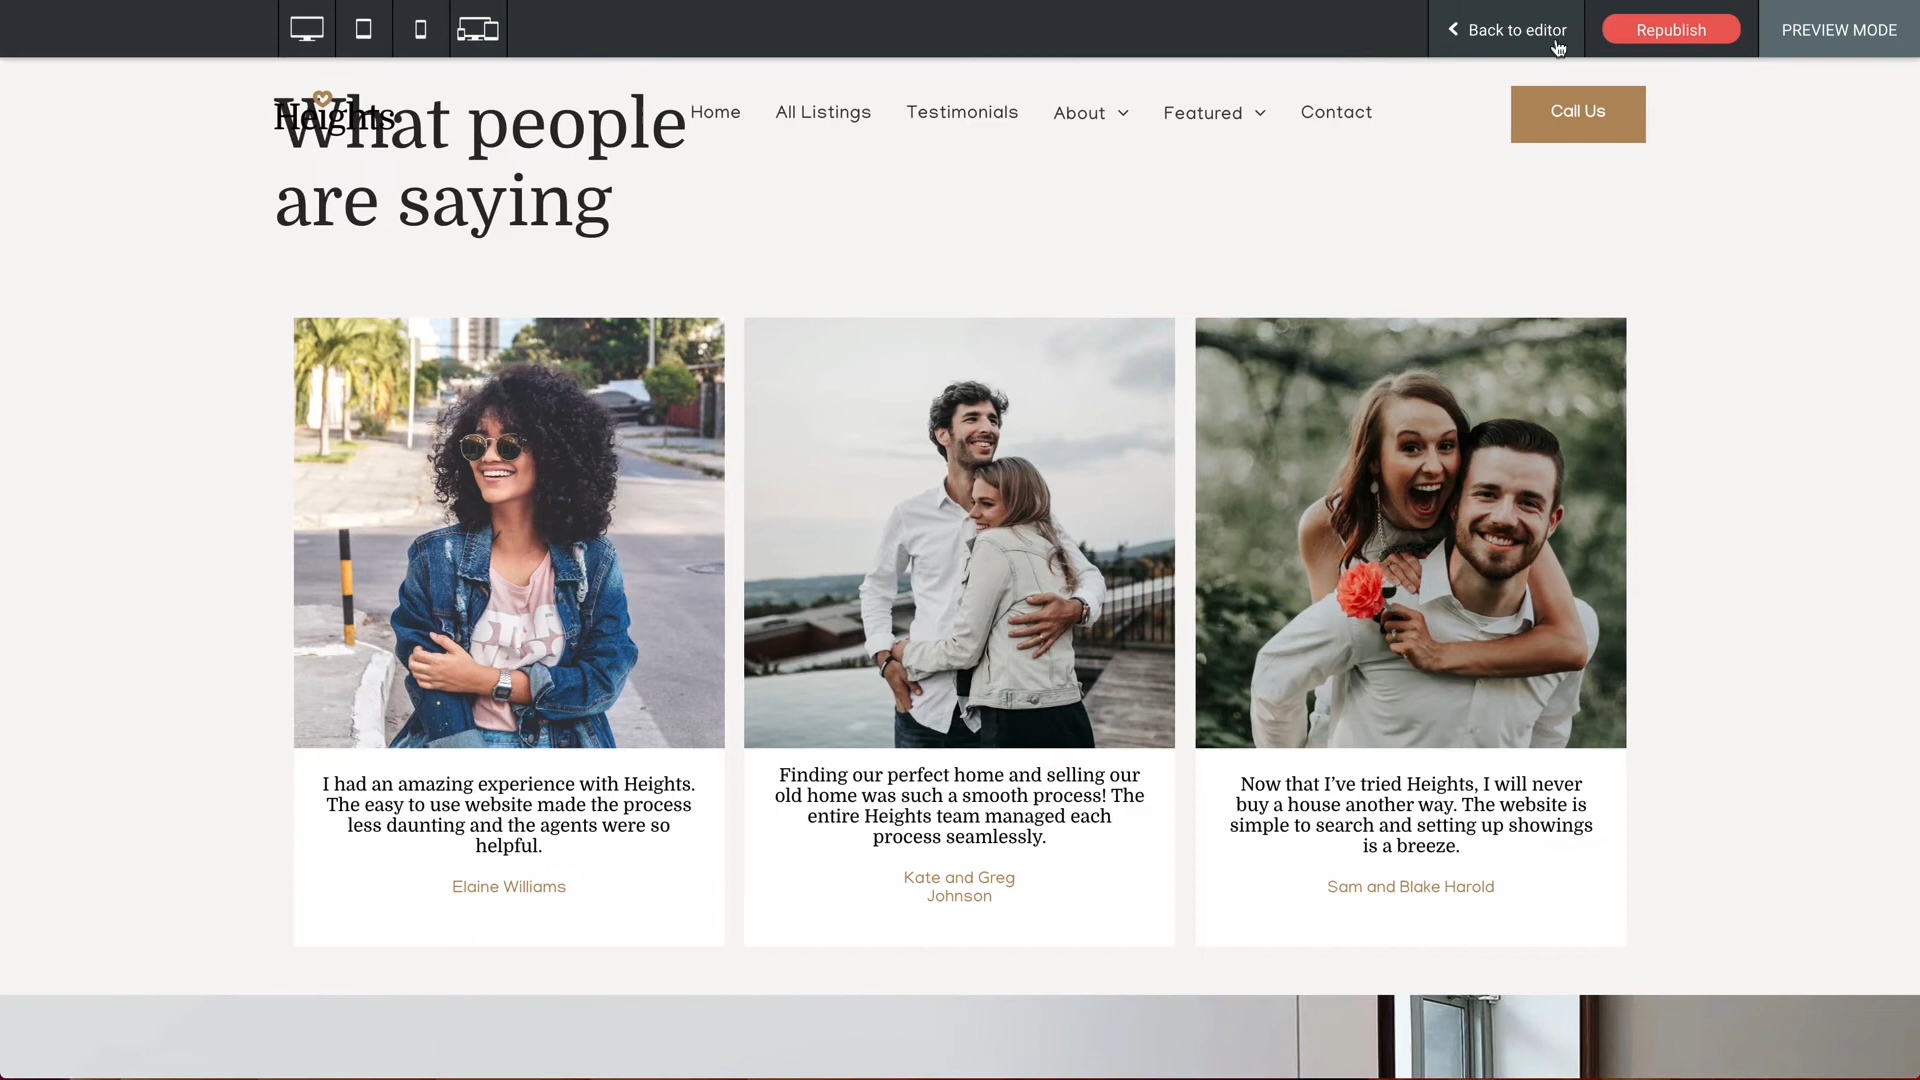 Back to editor
Republish
PREVIEW MODE
Heights
Home
All Listings
Testimonials
About
Featured
Contact
Call Us
What people
are saying
I had an amazing experience with Heights.
The easy to use website made the process
less daunting and the agents were so
helpful.
Elaine Williams
Finding our perfect home and selling our
old home was such a smooth process! The
entire Heights team managed each
process seamlessly.
Kate and Greg
Johnson
Now that I’ve tried Heights, I will never
buy a house another way. The website is
simple to search and setting up showings
is a breeze.
Sam and Blake Harold